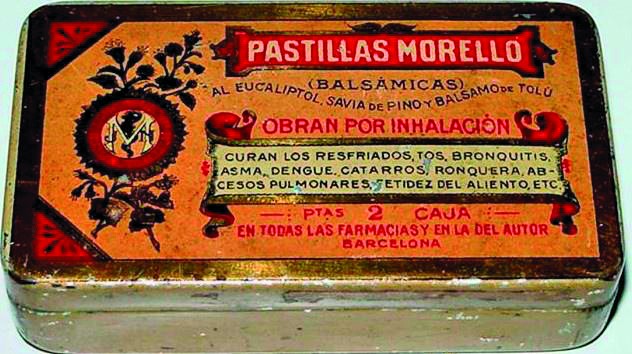 PASTILLAS MORELLO
(BALSÁMICAS)
AL EUCALIPTOL, SAVIA DE PINO Y BALSAMO DE TOLÚ
OBRAN POR INHALACIÓN
CURAN LOS RESFRIADOS, TOS, BRONQUITIS,
ASMA, DENGUE, CATARROS, RONQUERA, AB-
CESOS PULMONARES, FETIDEZ DEL ALIENTO, ETC.
PTAS 2 CAJA
EN TODAS LAS FARMACIAS Y EN LA DEL AUTOR
BARCELONA